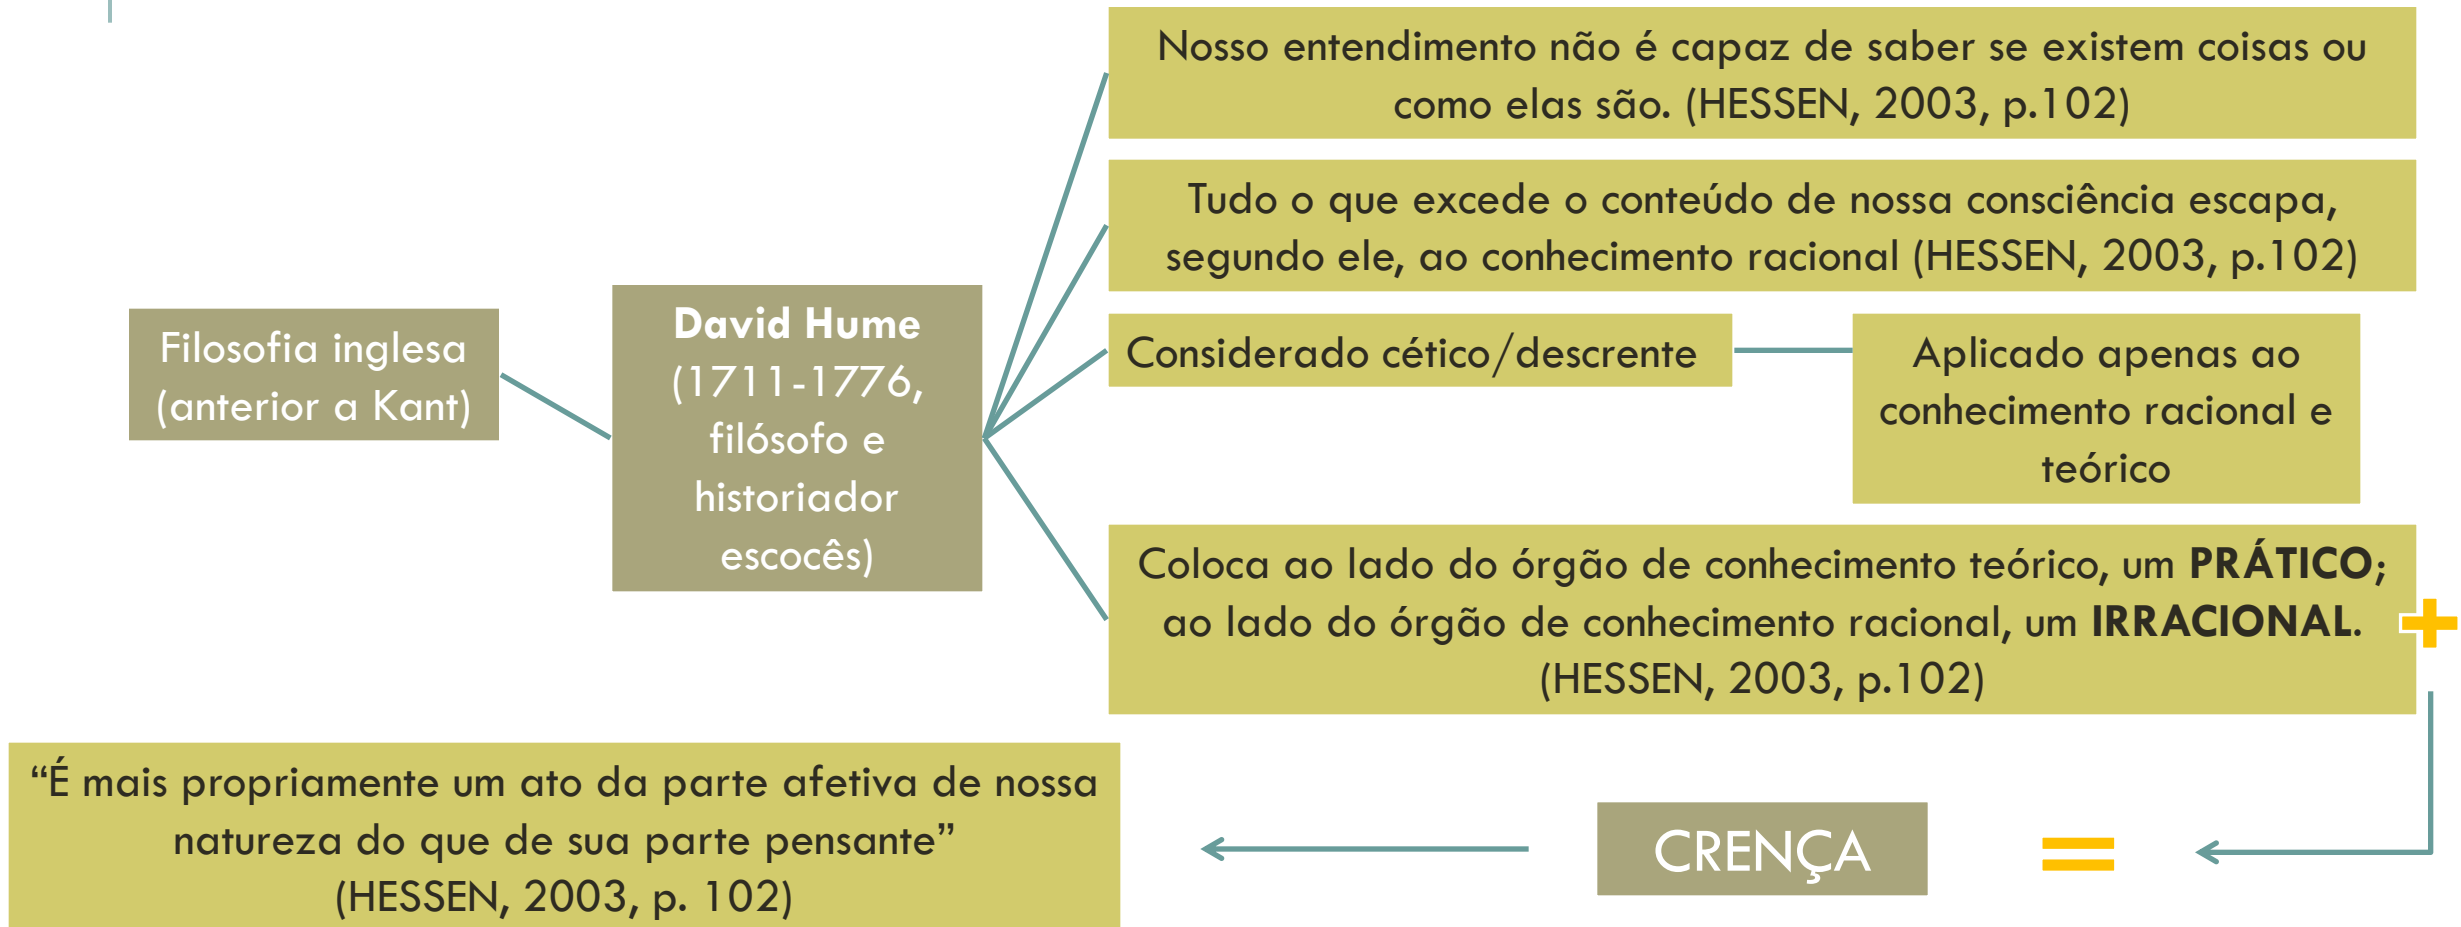 Filosofia inglesa
(anterior a Kant)
David Hume
(1711-1776,
filósofo e
historiador
escocês)
Nosso entendimento não é capaz de saber se existem coisas ou
como elas são. (HESSEN, 2003, p.102)
Tudo o que excede o conteúdo de nossa consciência escapa,
segundo ele, ao conhecimento racional (HESSEN, 2003, p.102)
Considerado cético/descrente
Aplicado apenas ao
conhecimento racional e
teórico
Coloca ao lado do órgão de conhecimento teórico, um PRÁTICO;
ao lado do órgão de conhecimento racional, um IRRACIONAL.
(HESSEN, 2003, p.102)
+
=
CRENÇA
“É mais propriamente um ato da parte afetiva de nossa
natureza do que de sua parte pensante”
(HESSEN, 2003, p. 102)